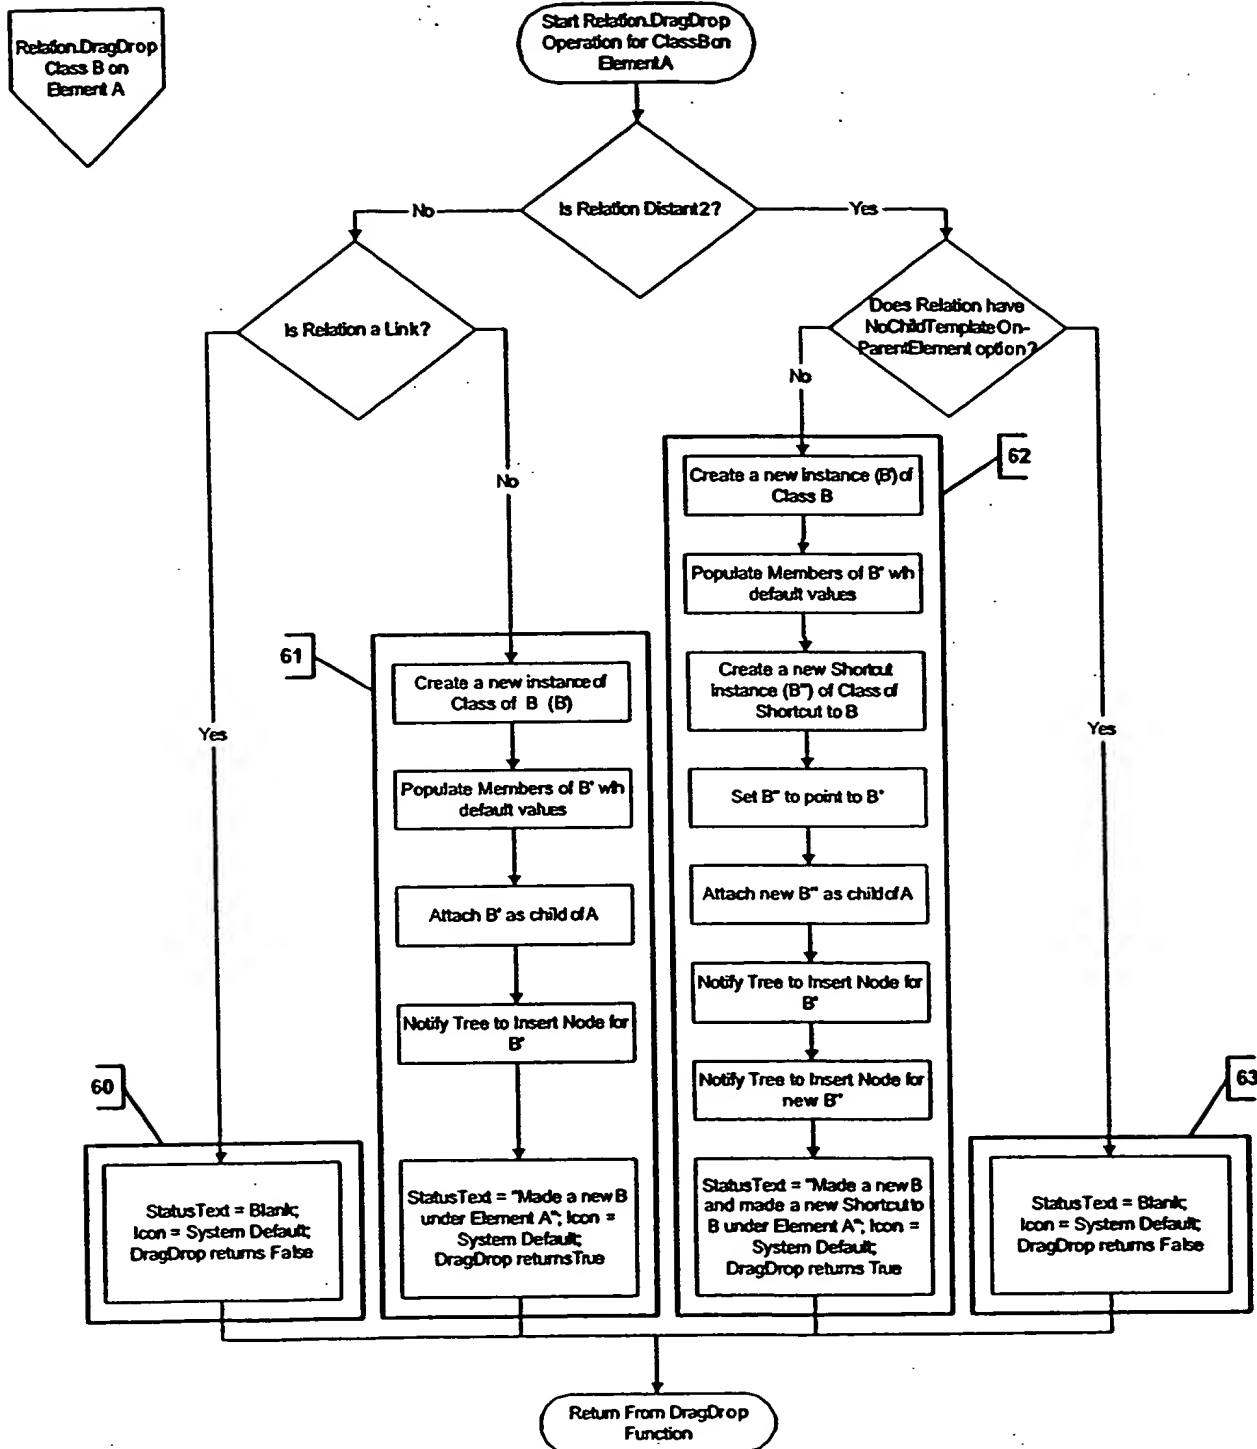 Relation.DragDrop
Class B on
Element A
Start Relation.DragDrop
Operation for Class B on
Element A
Is Relation Distant2?
No
Yes
Is Relation a Link?
Does Relation have
NoChildTemplateOn-
ParentElement option?
No
No
Yes
Yes
62
Create a new instance (B') of
Class B
Populate Members of B' wih
default values
Create a new Shortcut
Instance (B'') of Class of
Shortcut to B
Set B'' to point to B'
Attach new B'' as child of A
Notify Tree to Insert Node for
B'
Notify Tree to Insert Node for
new B''
StatusText = "Made a new B
and made a new Shortcut to
B under Element A"; Icon =
System Default;
DragDrop returns True
61
Create a new instance of
Class of B (B')
Populate Members of B' wih
default values
Attach B' as child of A
Notify Tree to Insert Node for
B'
StatusText = "Made a new B
under Element A"; Icon =
System Default;
DragDrop returns True
60
StatusText = Blank;
Icon = System Default;
DragDrop returns False
63
StatusText = Blank;
Icon = System Default;
DragDrop returns False
Return From DragDrop
Function